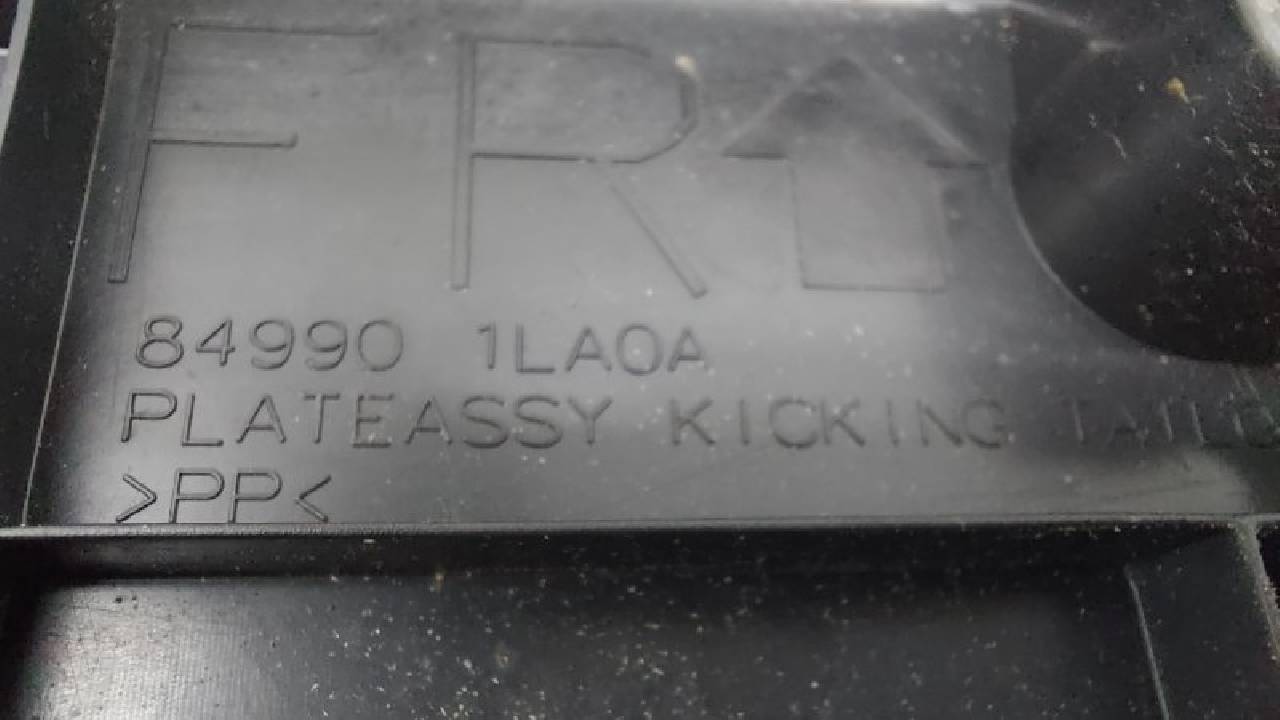 FR
84990 1LA0A
PLATEASSY KICKING
>PP<